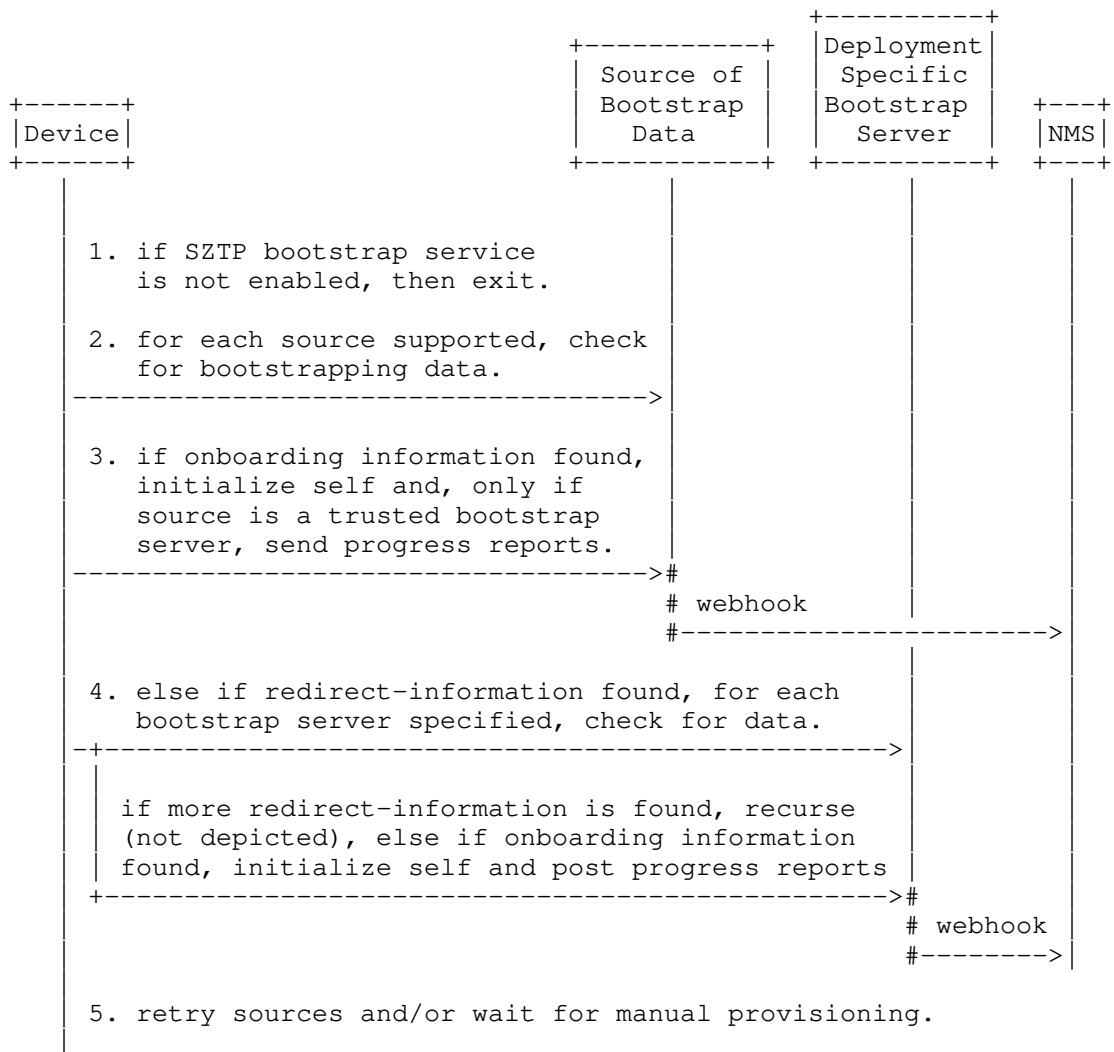 Deployment
Source of Specific
Bootstrap Bootstrap
Device Data Server NMS
1. if SZTP bootstrap service
is not enabled, then exit.
2. for each source supported, check
for bootstrapping data.
3. if onboarding information found,
initialize self and, only if
source is a trusted bootstrap
server, send progress reports.
# webhook
4. else if redirect-information found, for each
bootstrap server specified, check for data.
if more redirect-information is found, recurse
(not depicted), else if onboarding information
found, initialize self and post progress reports
# webhook
5. retry sources and/or wait for manual provisioning.